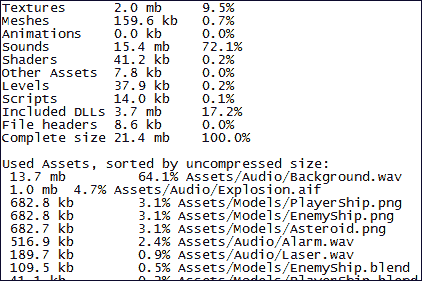 Textures 2.0 mb 9.5%
Meshes 159.6 kb 0.7%
Animations 0.0 kb 0.0%
Sounds 15.4 mb 72.1%
Shaders 41.2 kb 0.2%
Other Assets 7.8 kb 0.0%
Levels 37.9 kb 0.2%
Scripts 14.0 kb 0.1%
Included DLLs 3.7 mb 17.2%
File headers 8.6 kb 0.0%
Complete size 21.4 mb 100.0%

Used Assets, sorted by uncompressed size:
13.7 mb 64.1% Assets/Audio/Background.wav
1.0 mb 4.7% Assets/Audio/Explosion.aif
682.8 kb 3.1% Assets/Models/PlayerShip.png
682.8 kb 3.1% Assets/Models/EnemyShip.png
682.7 kb 3.1% Assets/Models/Asteroid.png
516.9 kb 2.4% Assets/Audio/Alarm.wav
189.7 kb 0.9% Assets/Audio/Laser.wav
109.5 kb 0.5% Assets/Models/EnemyShip.blend